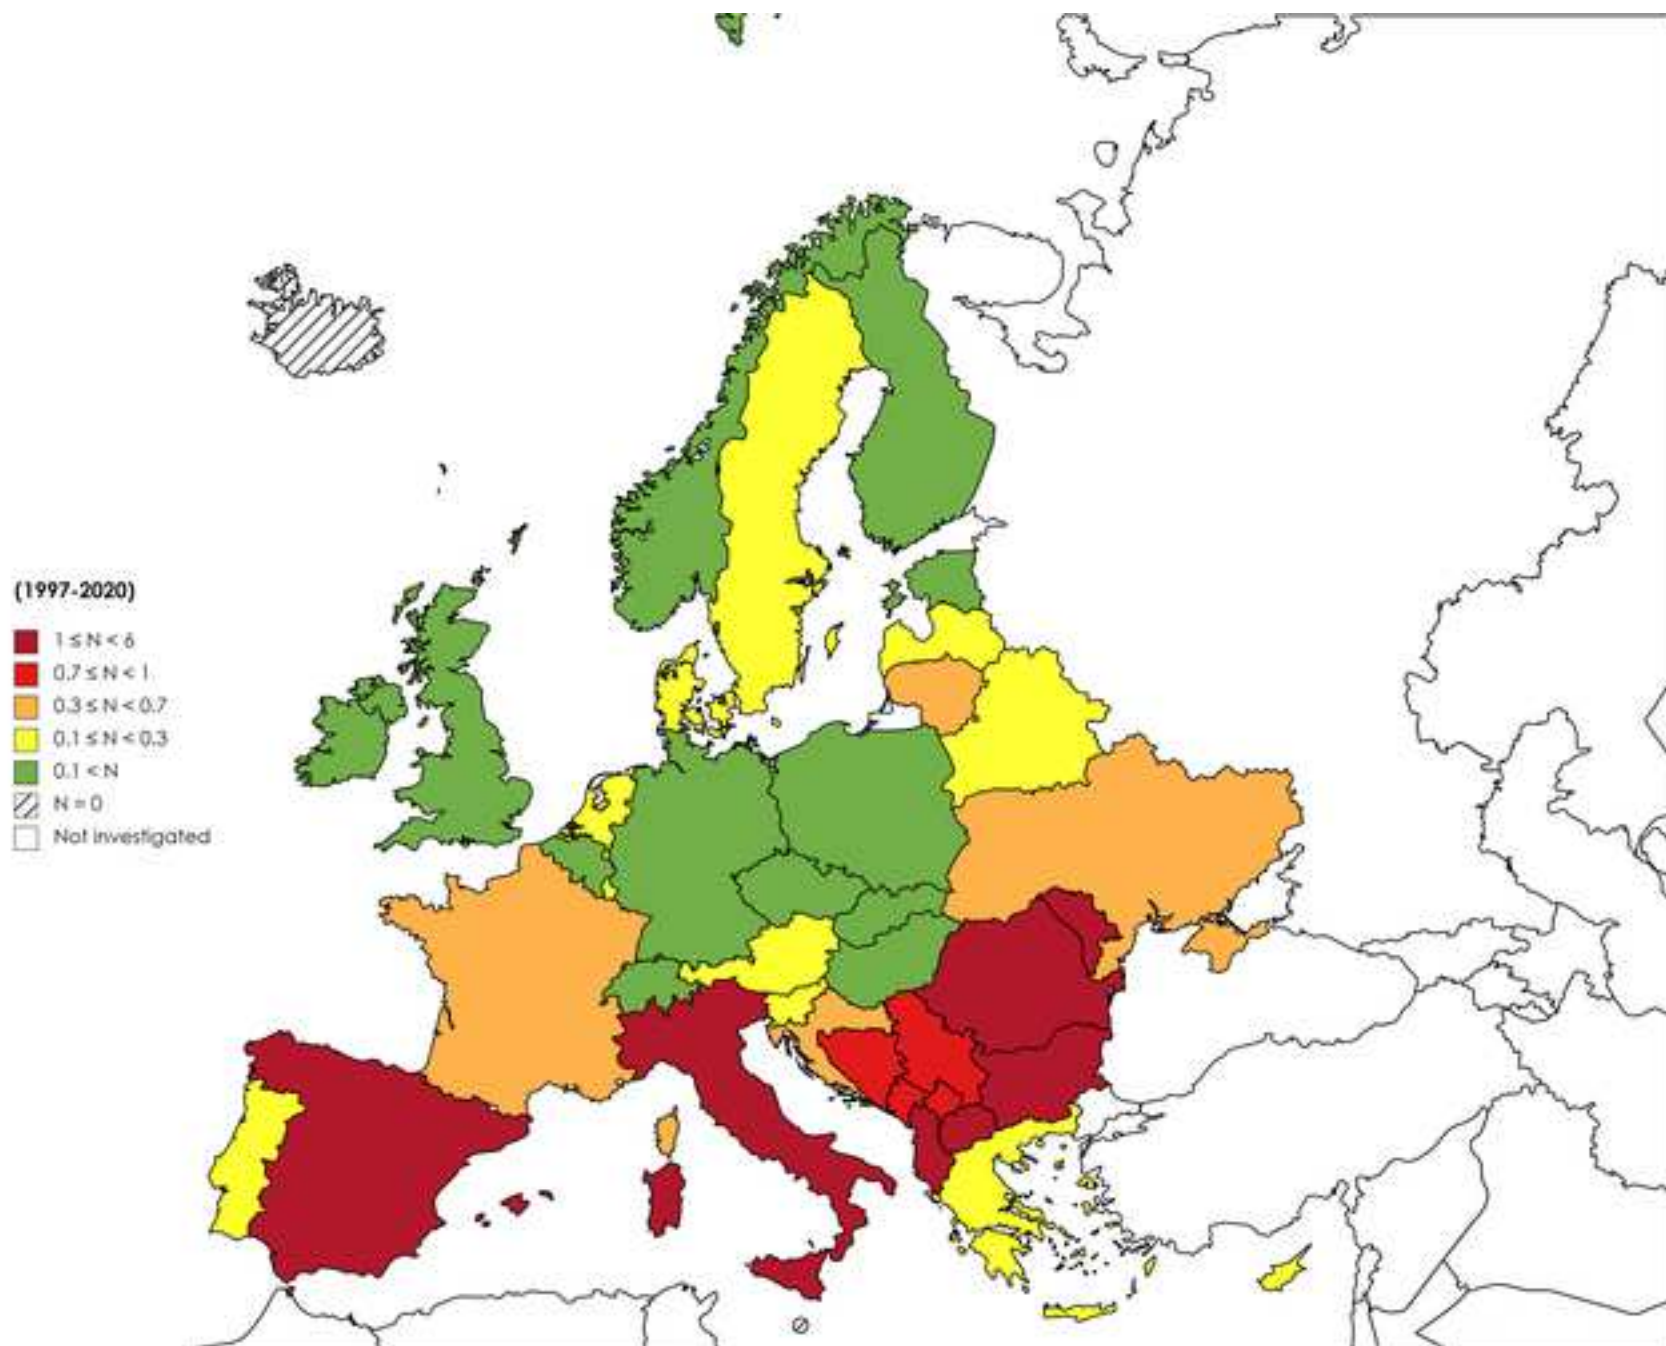 (1997-2020)
1 ≤ N < 6
0.7 ≤ N < 1
0.3 ≤ N < 0.7
0.1 ≤ N < 0.3
0.1 < N
N = 0
Not investigated